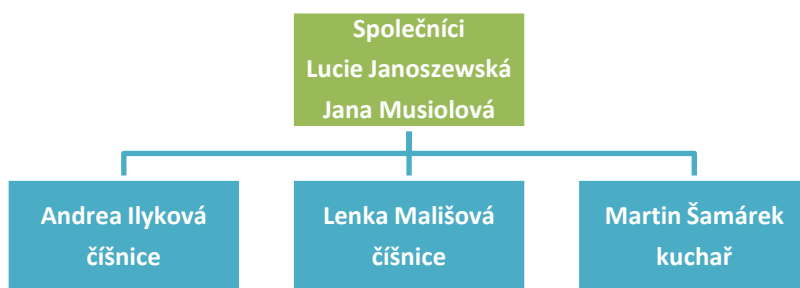 Společníci
Lucie Janoszewská
Jana Musiolová
Andrea Ilyková
číšnice
Lenka Mališová
číšnice
Martin Šamárek
kuchař